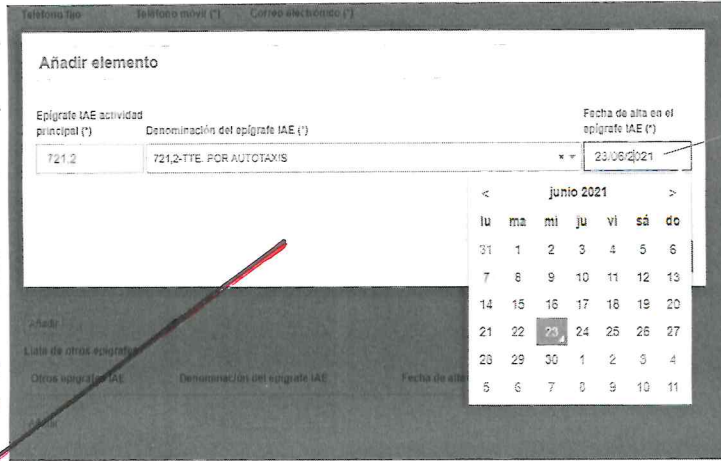 Teléfono fijo Teléfono móvil (*) Correo electrónico (*)
Añadir elemento
Epígrafe IAE actividad principal (*) Denominación del epígrafe IAE (*) Fecha de alta en el epígrafe IAE (*)
721,2 721,2-TTE. POR AUTOTAXIS × 23/06/2021
< junio 2021 >
lu ma mi ju vi sá do
31 1 2 3 4 5 6
7 8 9 10 11 12 13
14 15 16 17 18 19 20
21 22 23 24 25 26 27
28 29 30 1 2 3 4
5 6 7 8 9 10 11
Añadir
Lista de otros epígrafes
Otros epígrafes IAE Denominación del epígrafe IAE Fecha de alta
Añadir